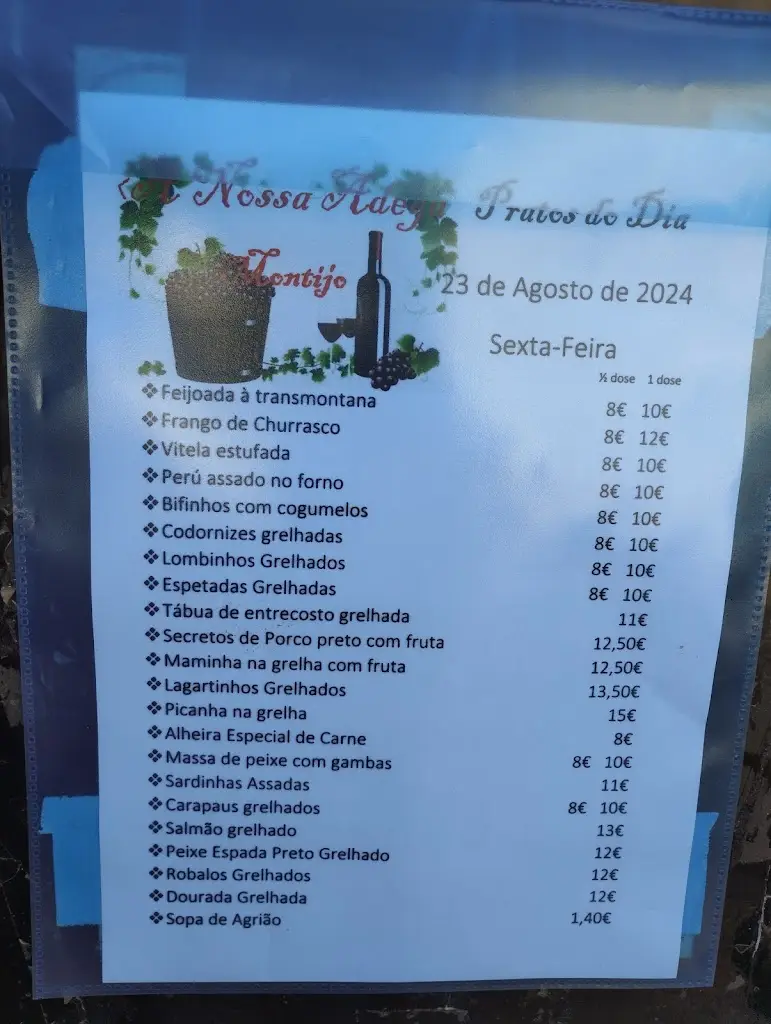 A Nossa Adega
Montijo
Pratos do Dia
23 de Agosto de 2024
Sexta-Feira
½ dose 1 dose
❖Feijoada à transmontana 8€ 10€
❖Frango de Churrasco 8€ 12€
❖Vitela estufada 8€ 10€
❖Perú assado no forno 8€ 10€
❖Bifinhos com cogumelos 8€ 10€
❖Codornizes grelhadas 8€ 10€
❖Lombinhos Grelhados 8€ 10€
❖Espetadas Grelhadas 8€ 10€
❖Tábua de entrecosto grelhada 11€
❖Secretos de Porco preto com fruta 12,50€
❖Maminha na grelha com fruta 12,50€
❖Lagartinhos Grelhados 13,50€
❖Picanha na grelha 15€
❖Alheira Especial de Carne 8€
❖Massa de peixe com gambas 8€ 10€
❖Sardinhas Assadas 11€
❖Carapaus grelhados 8€ 10€
❖Salmão grelhado 13€
❖Peixe Espada Preto Grelhado 12€
❖Robalos Grelhados 12€
❖Dourada Grelhada 12€
❖Sopa de Agrião 1,40€